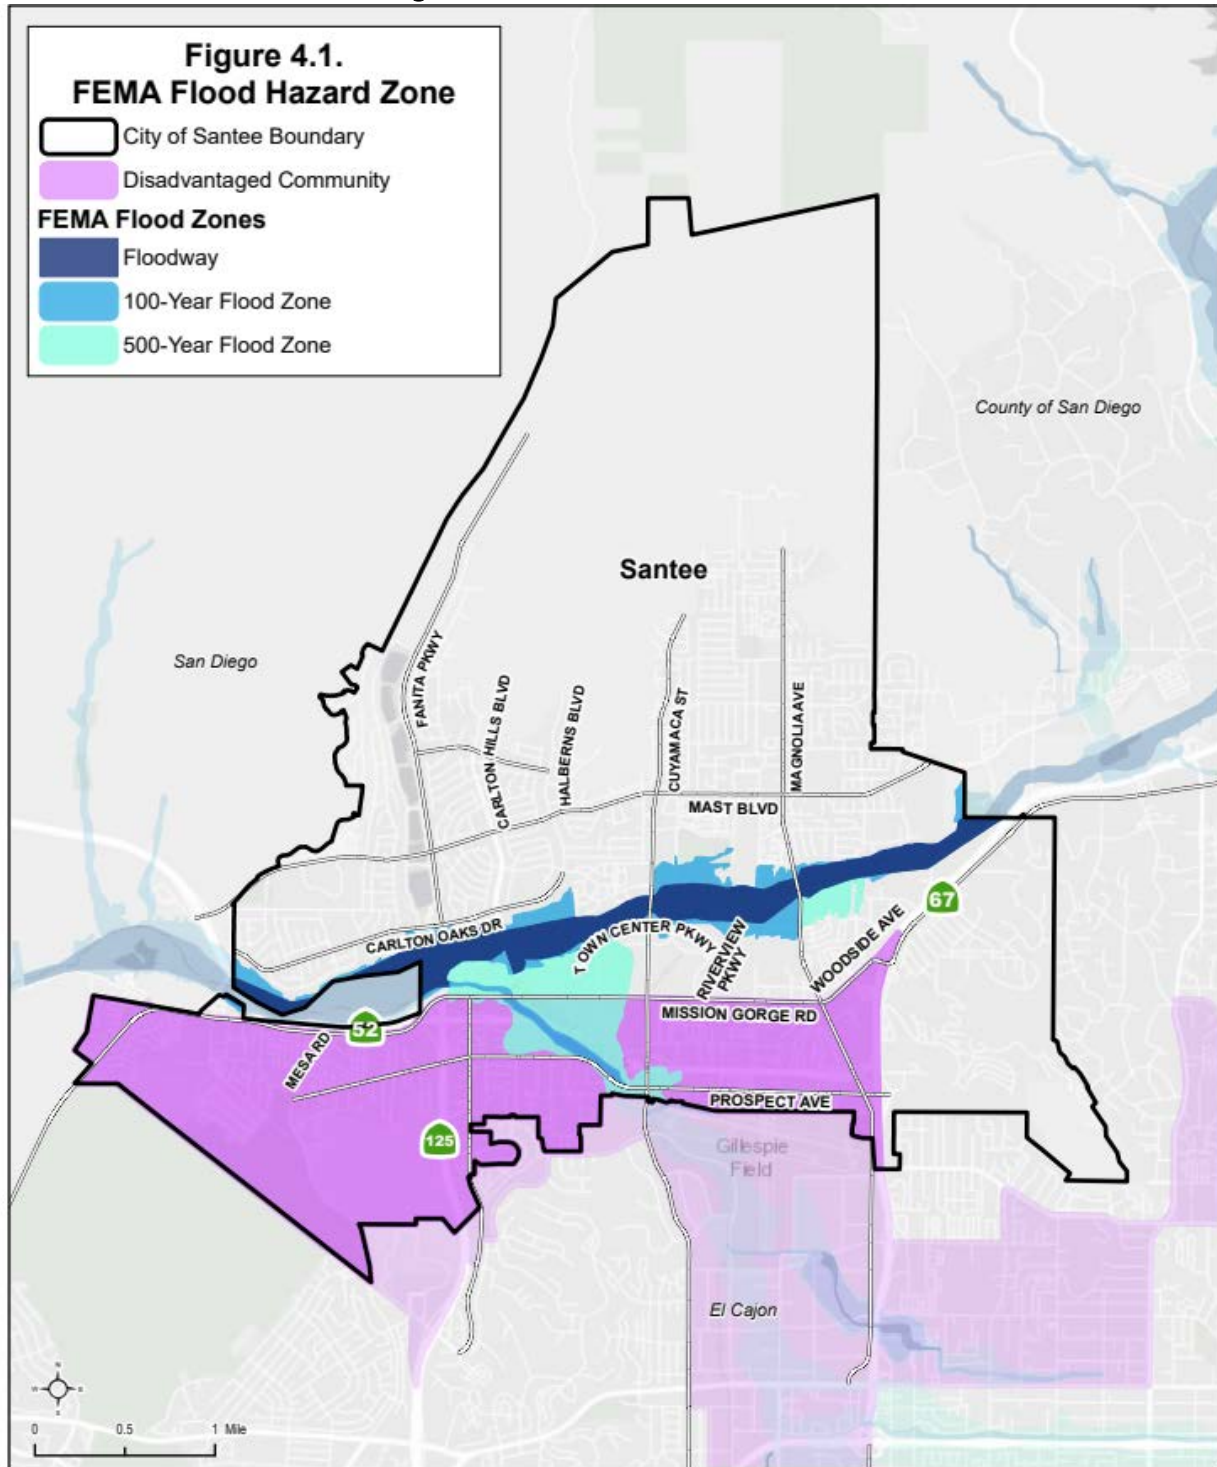 Figure 4.1.
FEMA Flood Hazard Zone
City of Santee Boundary
Disadvantaged Community
FEMA Flood Zones
Floodway
100-Year Flood Zone
500-Year Flood Zone
County of San Diego
Santee
San Diego
FANITA PKWY
CARLTON HILLS BLVD
HALBERNS BLVD
CUYAMACA ST
MAGNOLIA AVE
MAST BLVD
67
CARLTON OAKS DR
TOWN CENTER PKWY
RIVERVIEW
PKWY
WOODSIDE AVE
MISSION GORGE RD
52
MESA RD
PROSPECT AVE
125
Gillespie
Field
El Cajon
N
W
E
S
0 0.5 1 Mile